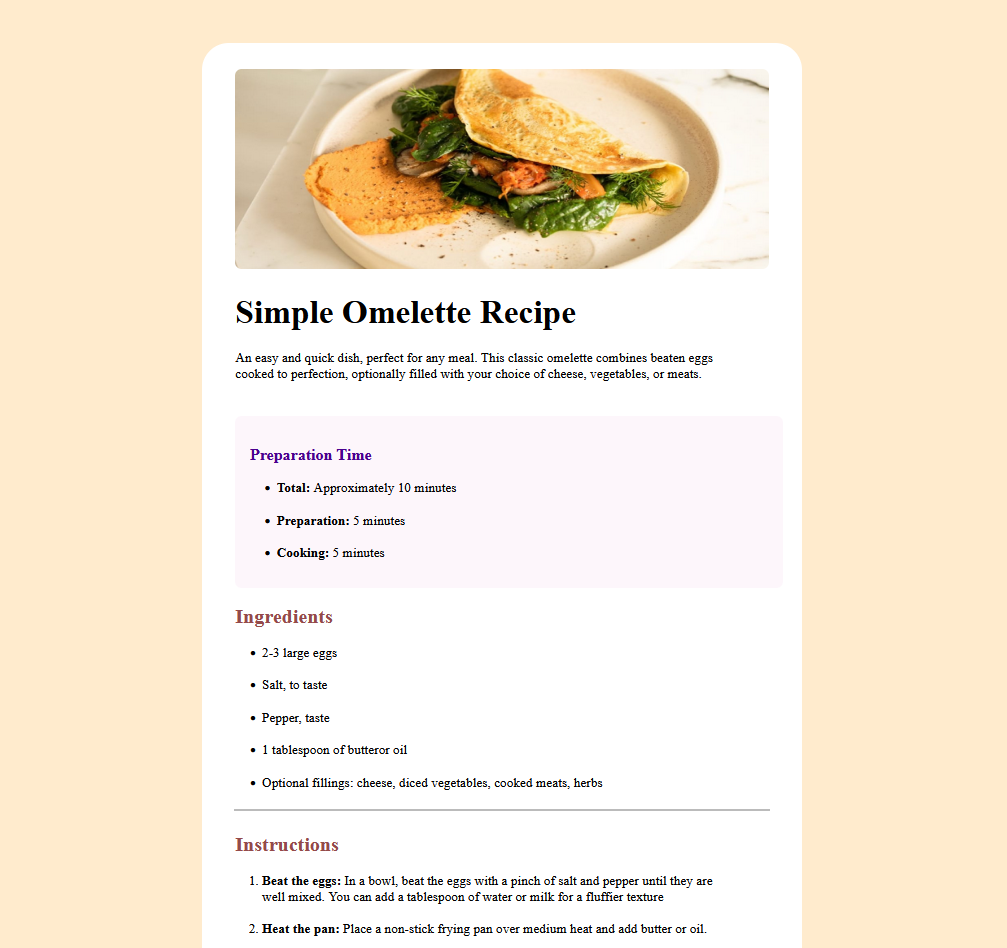 Simple Omelette Recipe
An easy and quick dish, perfect for any meal. This classic omelette combines beaten eggs
cooked to perfection, optionally filled with your choice of cheese, vegetables, or meats.
Preparation Time
• Total: Approximately 10 minutes
• Preparation: 5 minutes
• Cooking: 5 minutes
Ingredients
• 2-3 large eggs
• Salt, to taste
• Pepper, taste
• 1 tablespoon of butteror oil
• Optional fillings: cheese, diced vegetables, cooked meats, herbs
Instructions
1. Beat the eggs: In a bowl, beat the eggs with a pinch of salt and pepper until they are
well mixed. You can add a tablespoon of water or milk for a fluffier texture
2. Heat the pan: Place a non-stick frying pan over medium heat and add butter or oil.